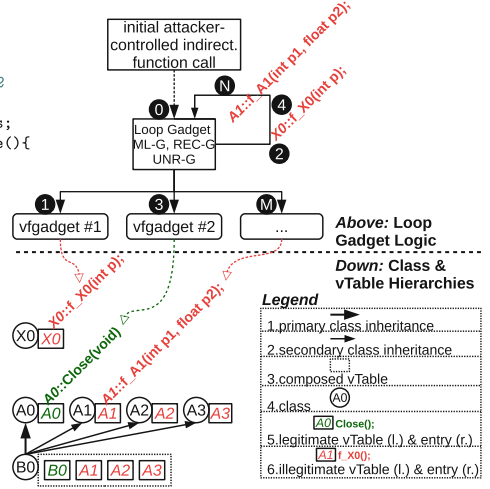 initial attacker-
controlled indirect.
function call
s;
e(){
N
0
4
2
A1::f_A1(int p1, float p2);
X0::f_X0(int p);
Loop Gadget
ML-G, REC-G
UNR-G
1
3
M
vfgadget #1
vfgadget #2
...
Above: Loop
Gadget Logic
Down: Class &
vTable Hierarchies
X0::f_X0(int p);
A0::Close(void)
A1::f_A1(int p1, float p2);
X0 X0
A0 A0 A1 A1 A2 A2 A3 A3
B0 B0 A1 A2 A3
Legend
1.primary class inheritance
2.secondary class inheritance
3.composed vTable
4.class A0
A0 Close();
5.legitimate vTable (l.) & entry (r.)
A1 f_X0();
6.illegitimate vTable (l.) & entry (r.)